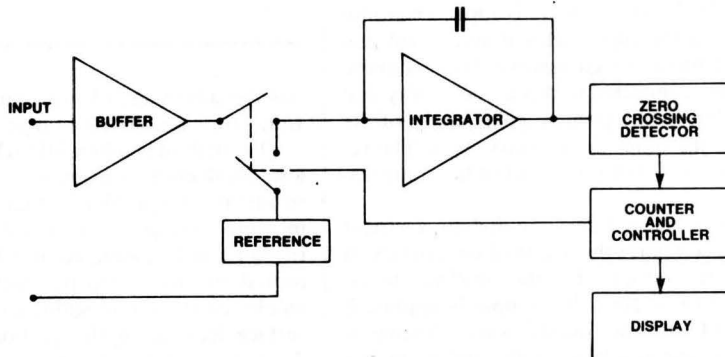 INPUT
BUFFER
INTEGRATOR
ZERO
CROSSING
DETECTOR
COUNTER
AND
CONTROLLER
REFERENCE
DISPLAY